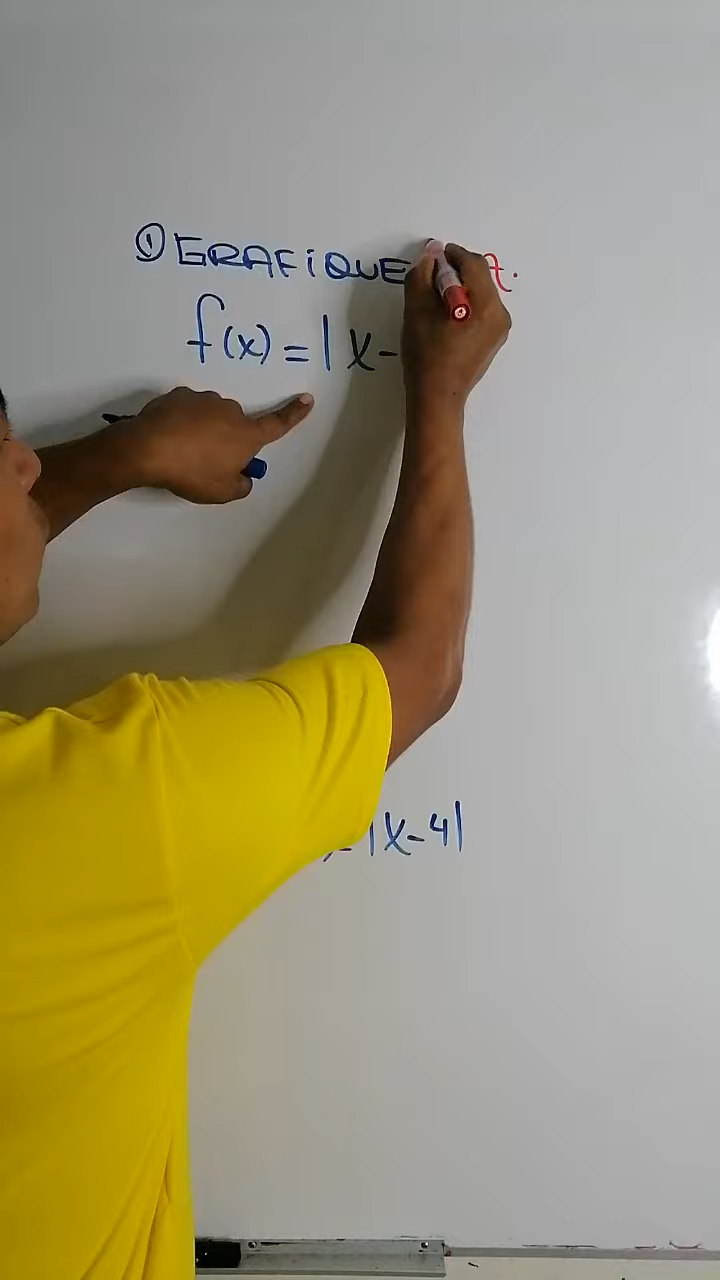 ① GRAFIQUE
f(x) = |x-
|x-4|